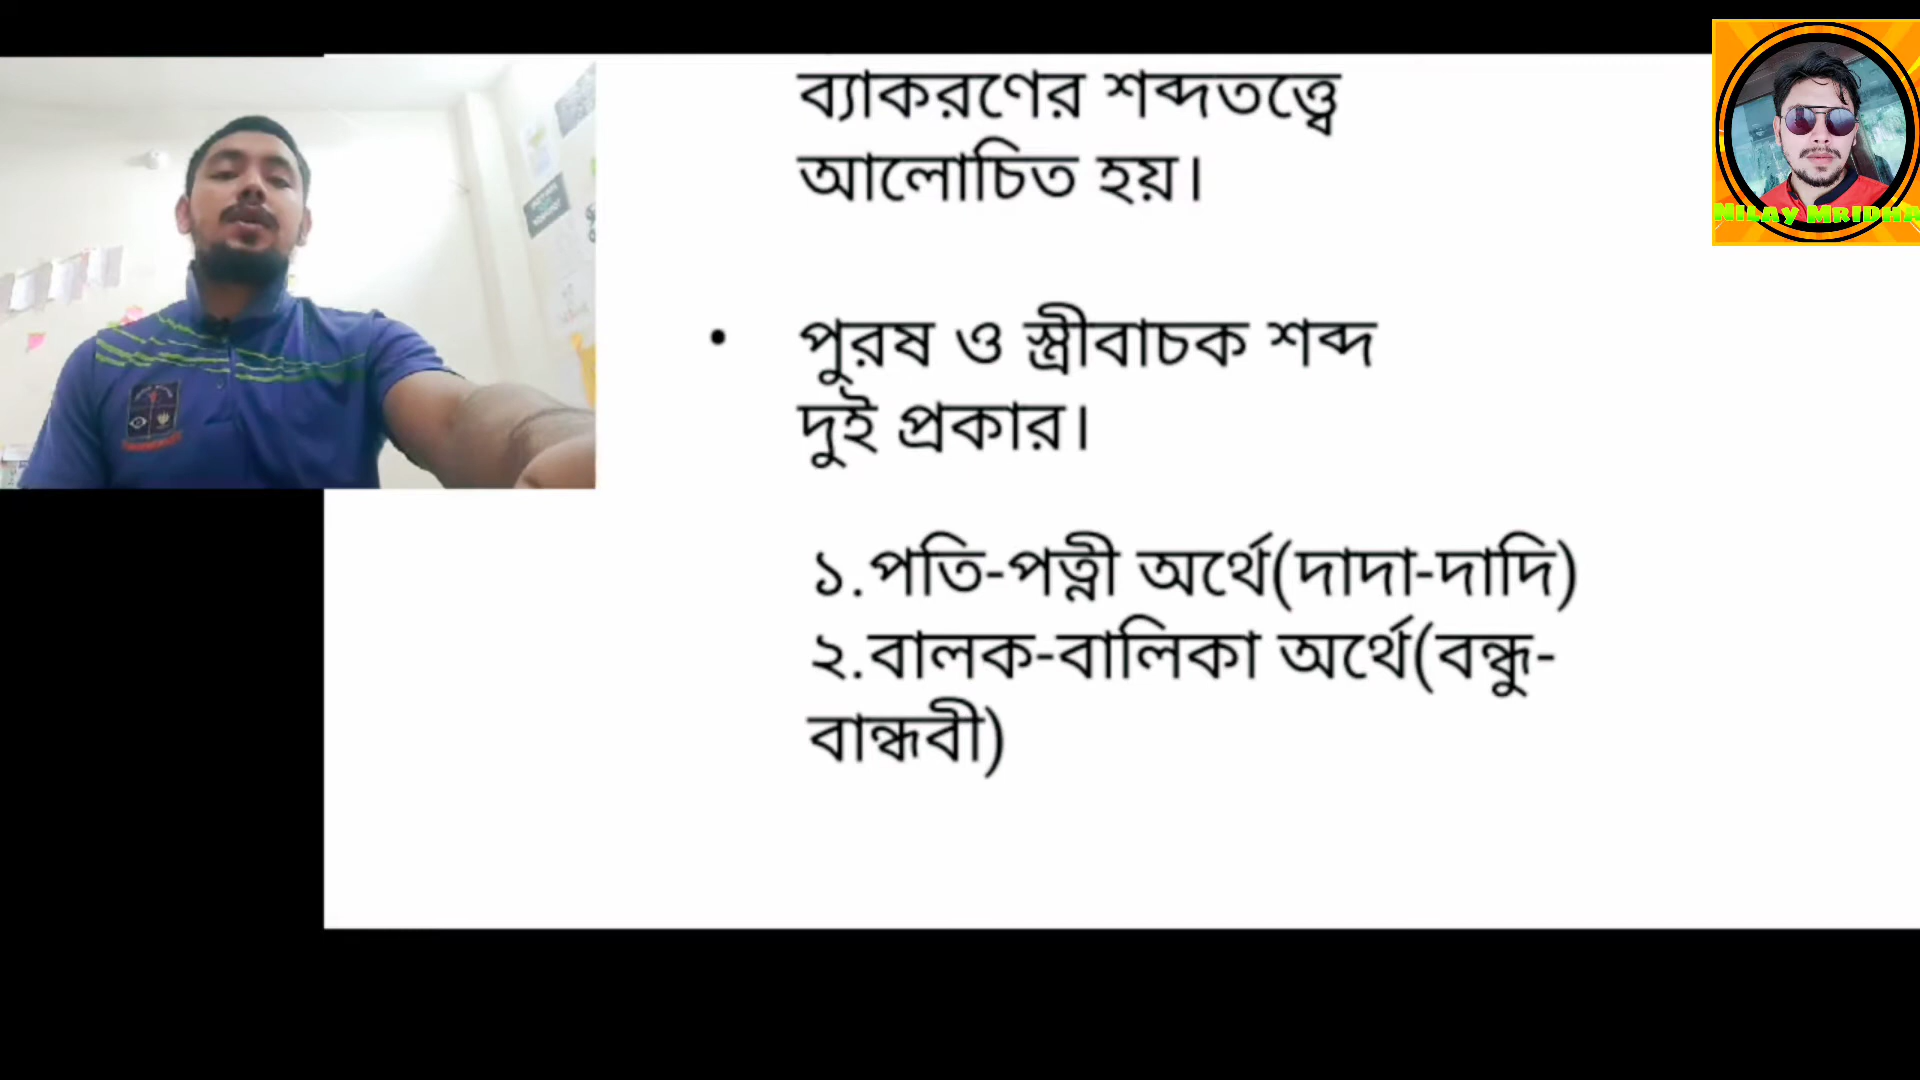 ব্যাকরণের শব্দতত্ত্বে
আলোচিত হয়।
• পুরষ ও স্ত্রীবাচক শব্দ
দুই প্রকার।
১.পতি-পত্নী অর্থে(দাদা-দাদি)
২.বালক-বালিকা অর্থে(বন্ধু-
বান্ধবী)
Nilay Mridha